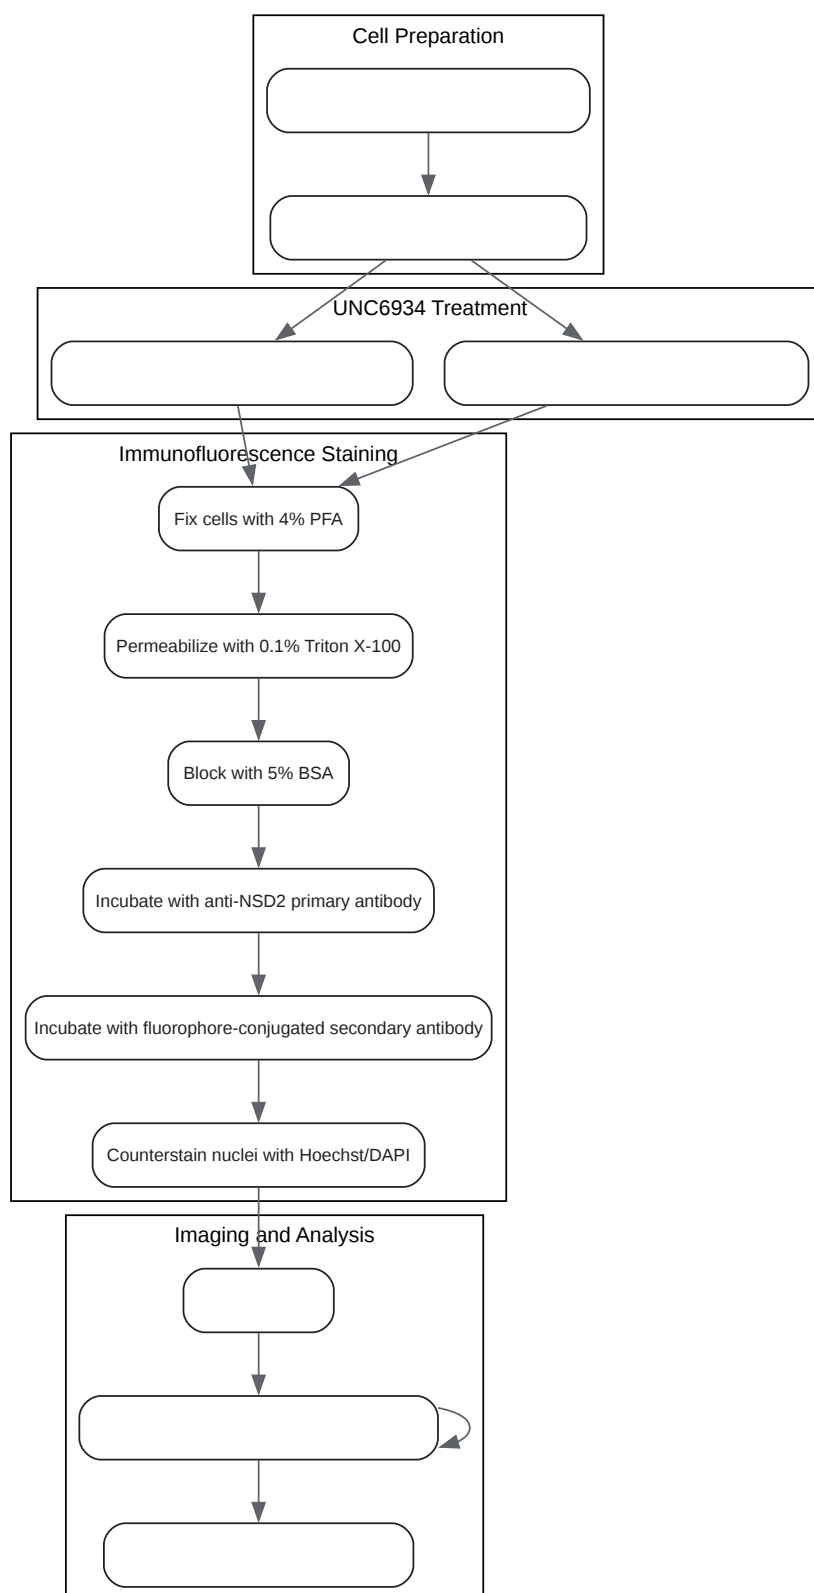 Cell Preparation
UNC6934 Treatment
Immunofluorescence Staining
Fix cells with 4% PFA
Permeabilize with 0.1% Triton X-100
Block with 5% BSA
Incubate with anti-NSD2 primary antibody
Incubate with fluorophore-conjugated secondary antibody
Counterstain nuclei with Hoechst/DAPI
Imaging and Analysis